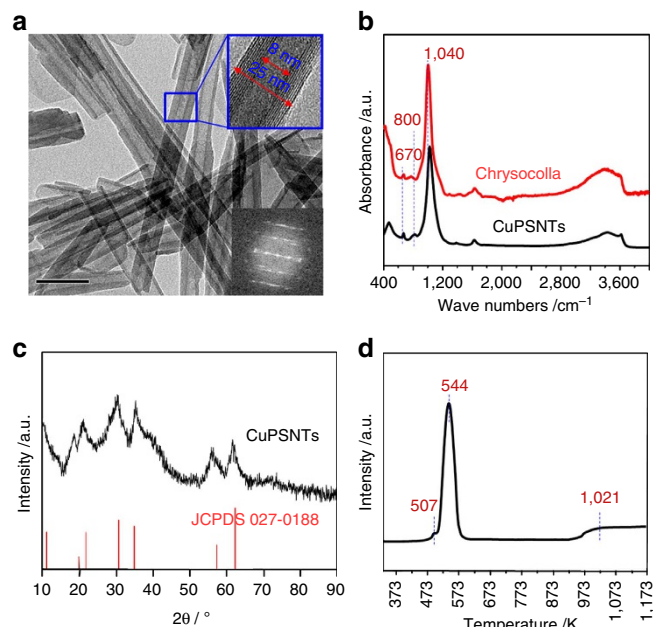 a
8 nm
25 nm
b
Absorbance /a.u.
1,040
800
670
Chrysocolla
CuPSNTs
400 1,200 2,000 2,800 3,600
Wave numbers /cm⁻¹
c
Intensity /a.u.
CuPSNTs
JCPDS 027-0188
10 20 30 40 50 60 70 80 90
2θ / °
d
Intensity /a.u.
544
507
1,021
373 473 573 673 773 873 973 1,073 1,173
Temperature /K